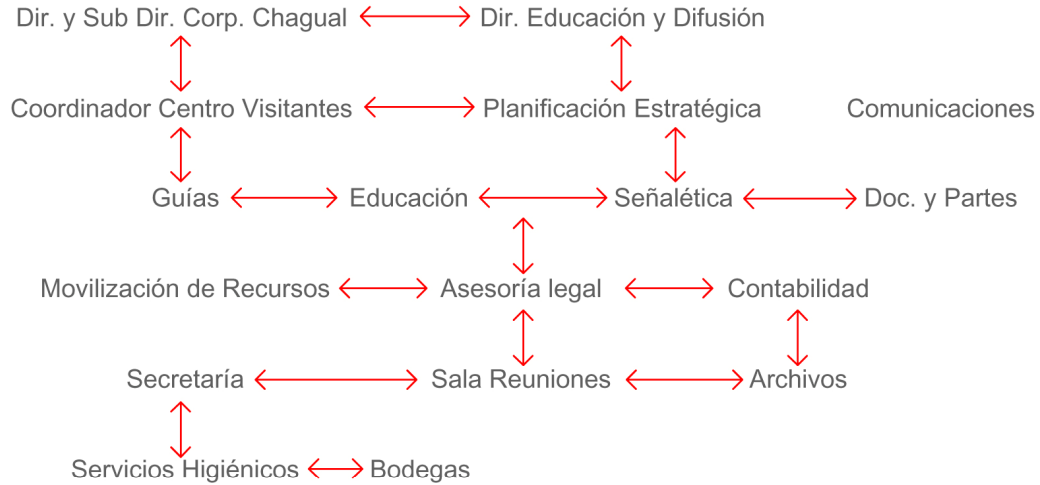 Dir. y Sub Dir. Corp. Chagual Dir. Educación y Difusión
Coordinador Centro Visitantes Planificación Estratégica Comunicaciones
Guías Educación Señalética Doc. y Partes
Movilización de Recursos Asesoría legal Contabilidad
Secretaría Sala Reuniones Archivos
Servicios Higiénicos Bodegas